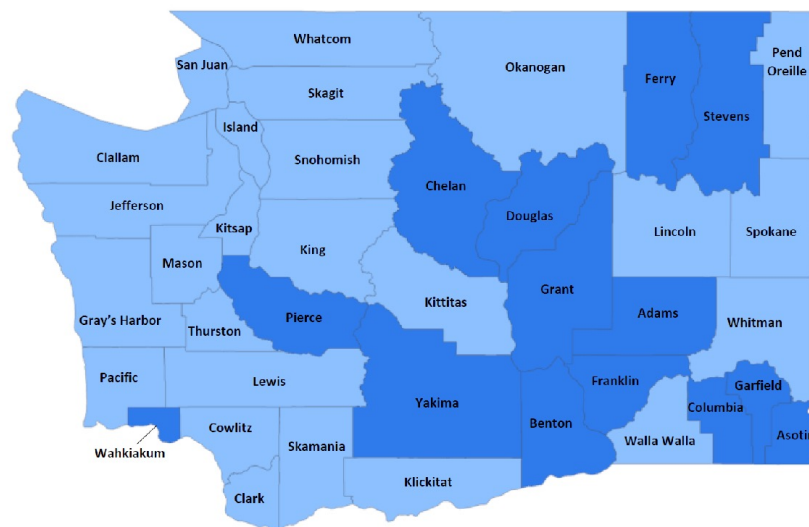 Whatcom
Pend
Oreille
San Juan
Okanogan
Ferry
Skagit
Stevens
Island
Clallam
Snohomish
Chelan
Jefferson
Douglas
Kitsap
Lincoln
Spokane
King
Mason
Kittitas
Grant
Gray's Harbor
Thurston
Pierce
Adams
Whitman
Pacific
Lewis
Yakima
Franklin
Garfield
Columbia
Benton
Cowlitz
Skamania
Walla Walla
Asotin
Wahkiakum
Klickitat
Clark